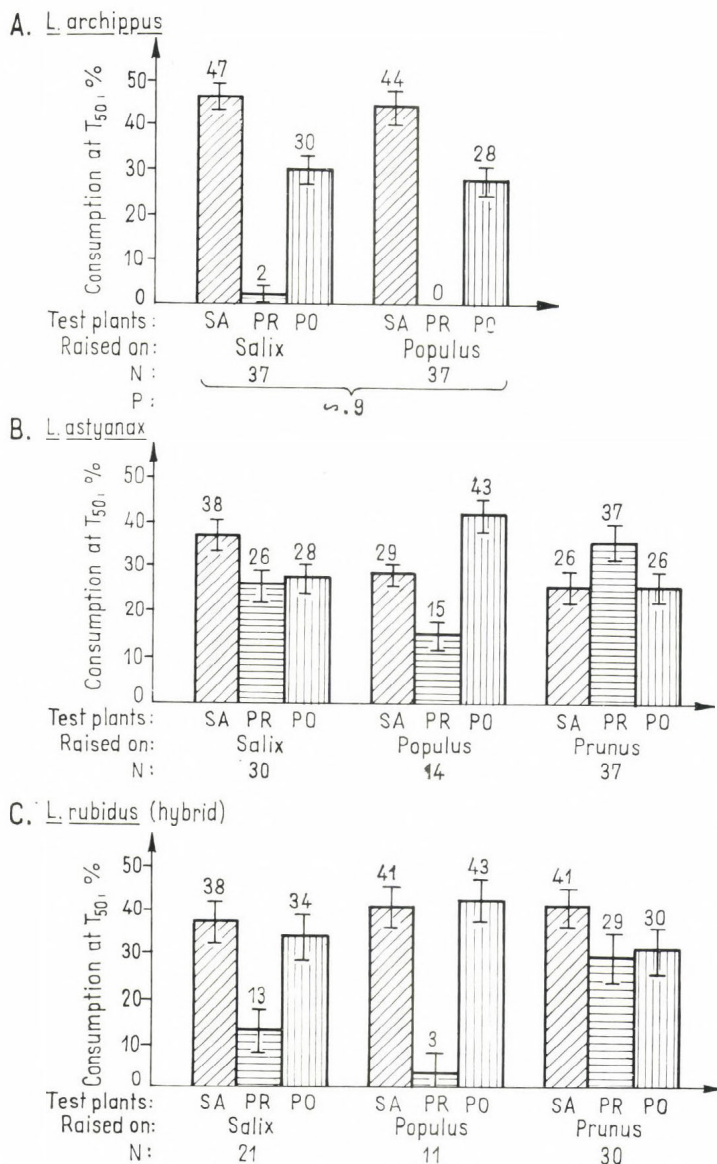 A. L. archippus
Consumption at T50, %
50
40
30
20
10
0
47 2 30 44 0 28
Test plants: SA PR PO SA PR PO
Raised on: Salix Populus
N: 37 37
P: ~.9
B. L. astyanax
Consumption at T50, %
50
40
30
20
10
0
38 26 28 29 15 43 26 37 26
Test plants: SA PR PO SA PR PO SA PR PO
Raised on: Salix Populus Prunus
N: 30 14 37
C. L. rubidus (hybrid)
Consumption at T50, %
50
40
30
20
10
0
38 13 34 41 3 43 41 29 30
Test plants: SA PR PO SA PR PO SA PR PO
Raised on: Salix Populus Prunus
N: 21 11 30